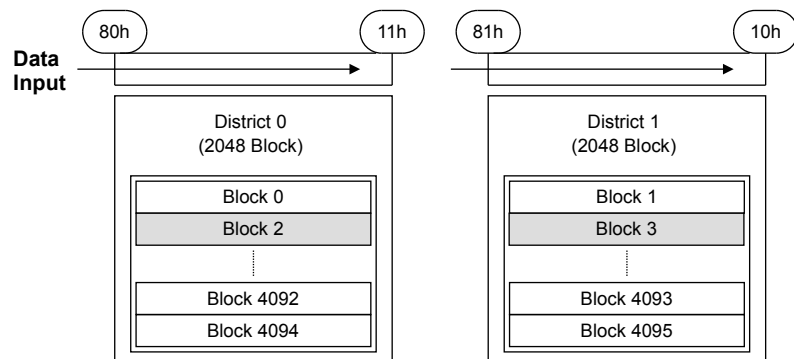 80h
11h
81h
10h
Data
Input
District 0
(2048 Block)
Block 0
Block 2
Block 4092
Block 4094
District 1
(2048 Block)
Block 1
Block 3
Block 4093
Block 4095